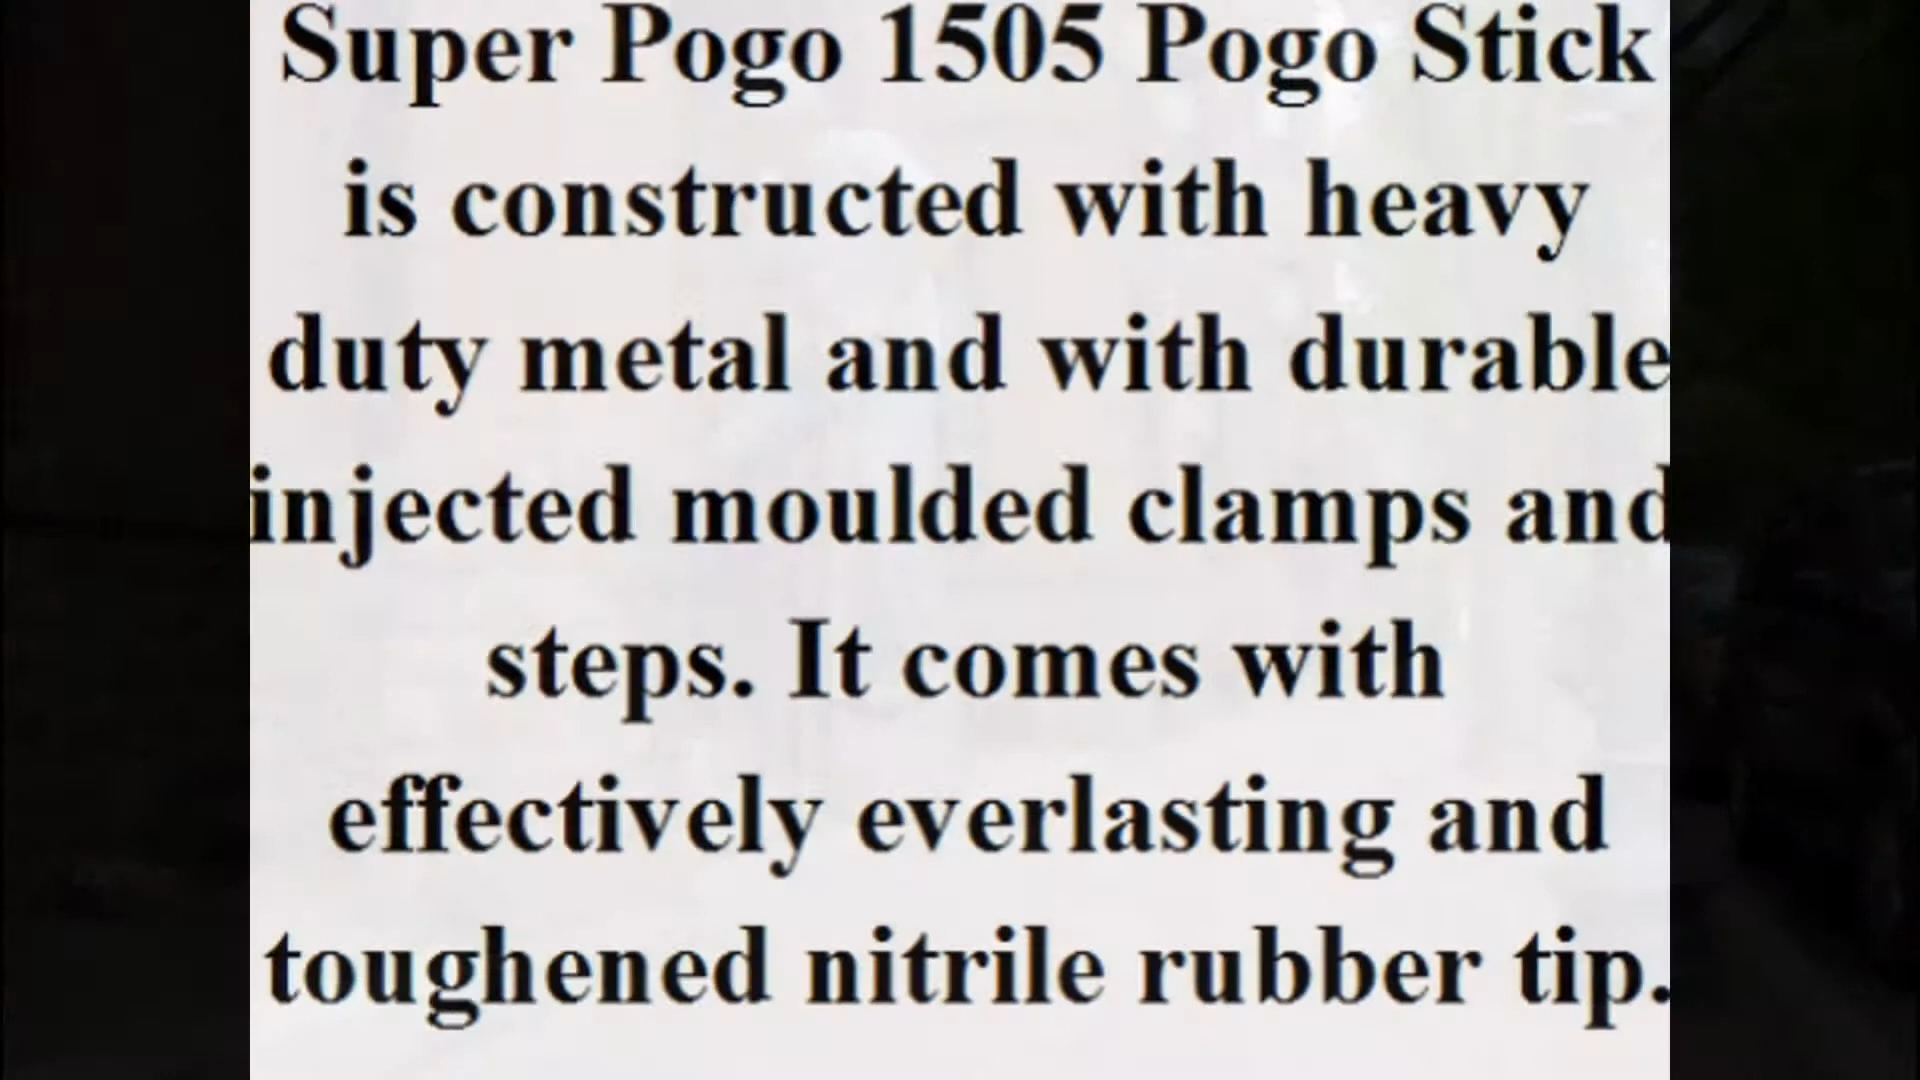 Super Pogo 1505 Pogo Stick
is constructed with heavy
duty metal and with durable
injected moulded clamps and
steps. It comes with
effectively everlasting and
toughened nitrile rubber tip.